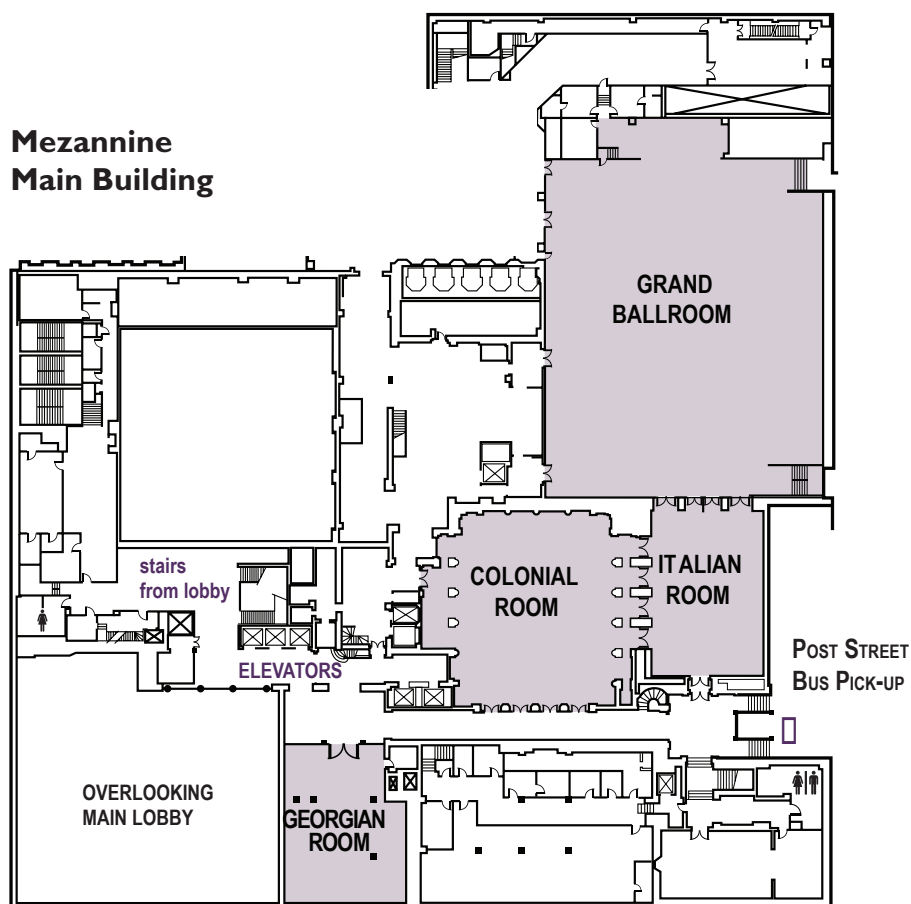 Mezannine
Main Building
GRAND
BALLROOM
stairs
from lobby
COLONIAL
ROOM
ITALIAN
ROOM
ELEVATORS
POST STREET
BUS PICK-UP
OVERLOOKING
MAIN LOBBY
GEORGIAN
ROOM